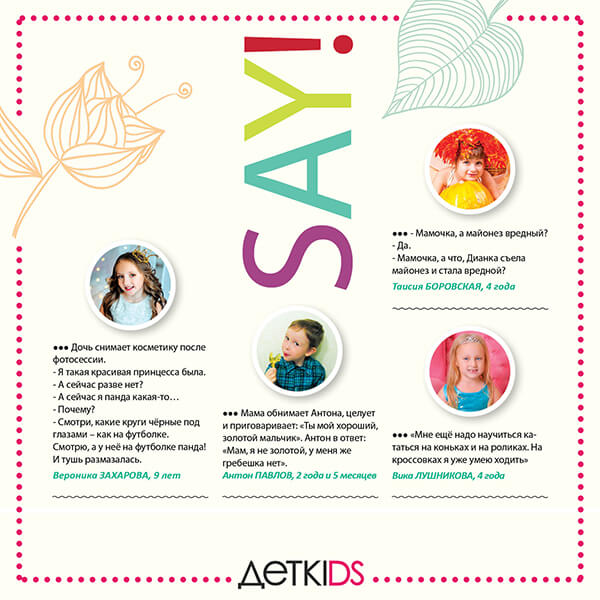 SAY!
●●● - Мамочка, а майонез вредный?
- Да.
- Мамочка, а что, Дианка съела
майонез и стала вредной?
Таисия БОРОВСКАЯ, 4 года
●●● Дочь снимает косметику после
фотосессии.
- Я такая красивая принцесса была.
- А сейчас разве нет?
- А сейчас я панда какая-то…
- Почему?
- Смотри, какие круги чёрные под
глазами – как на футболке.
Смотрю, а у неё на футболке панда!
И тушь размазалась.
Вероника ЗАХАРОВА, 9 лет
●●● Мама обнимает Антона, целует
и приговаривает: «Ты мой хороший,
золотой мальчик». Антон в ответ:
«Мам, я не золотой, у меня же
гребешка нет».
Антон ПАВЛОВ, 2 года и 5 месяцев
●●● «Мне ещё надо научиться ка-
таться на коньках и на роликах. На
кроссовках я уже умею ходить»
Вика ЛУШНИКОВА, 4 года
ДЕТКIDS